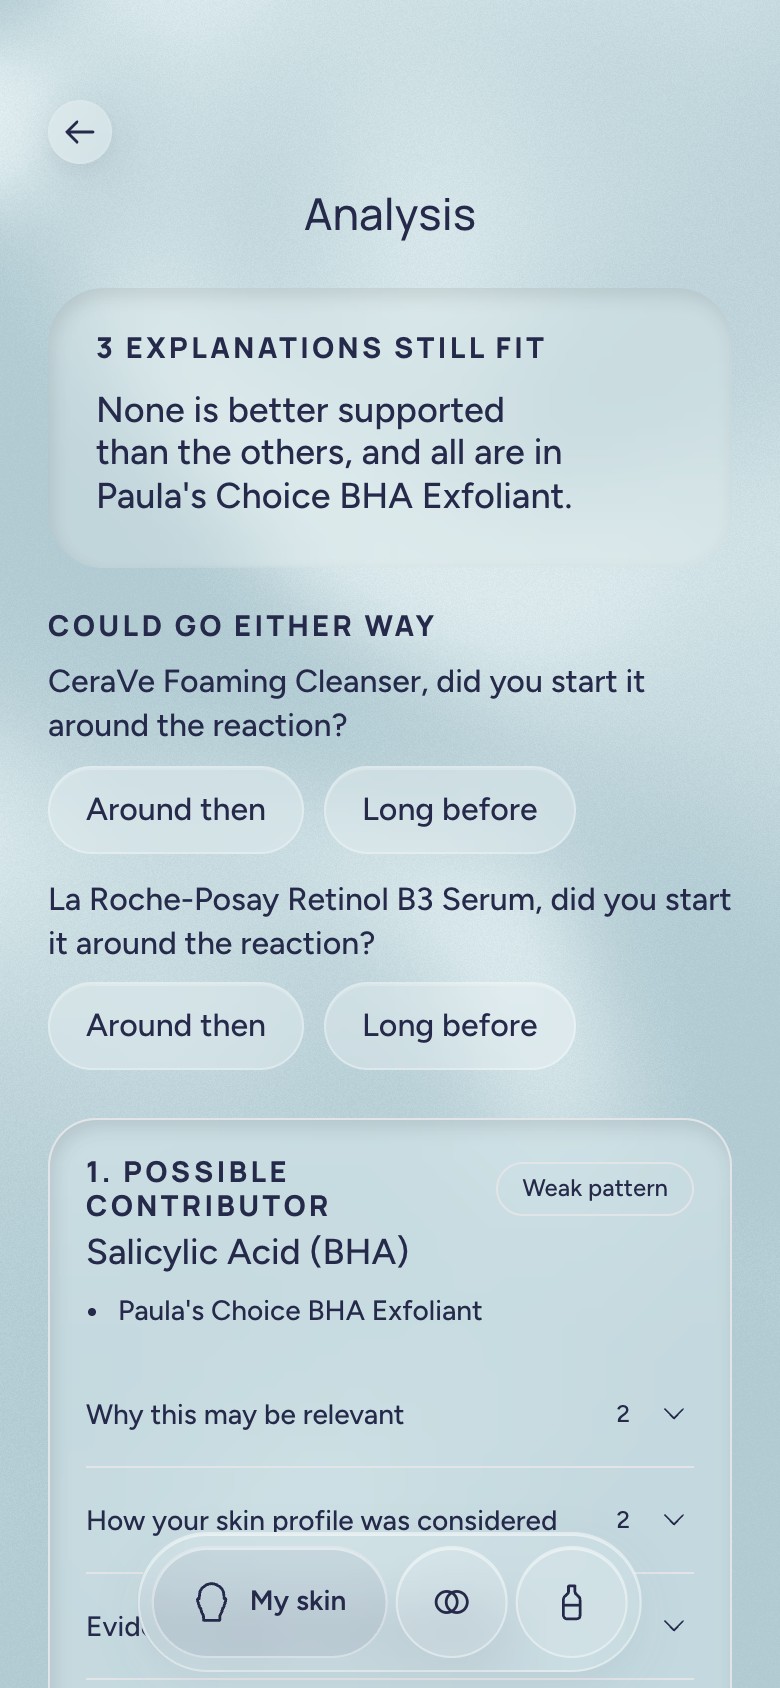 Analysis
3 EXPLANATIONS STILL FIT
None is better supported
than the others, and all are in
Paula's Choice BHA Exfoliant.
COULD GO EITHER WAY
CeraVe Foaming Cleanser, did you start it
around the reaction?
Around then
Long before
La Roche-Posay Retinol B3 Serum, did you start
it around the reaction?
Around then
Long before
1. POSSIBLE
CONTRIBUTOR
Weak pattern
Salicylic Acid (BHA)
• Paula's Choice BHA Exfoliant
Why this may be relevant 2
How your skin profile was considered 2
My skin